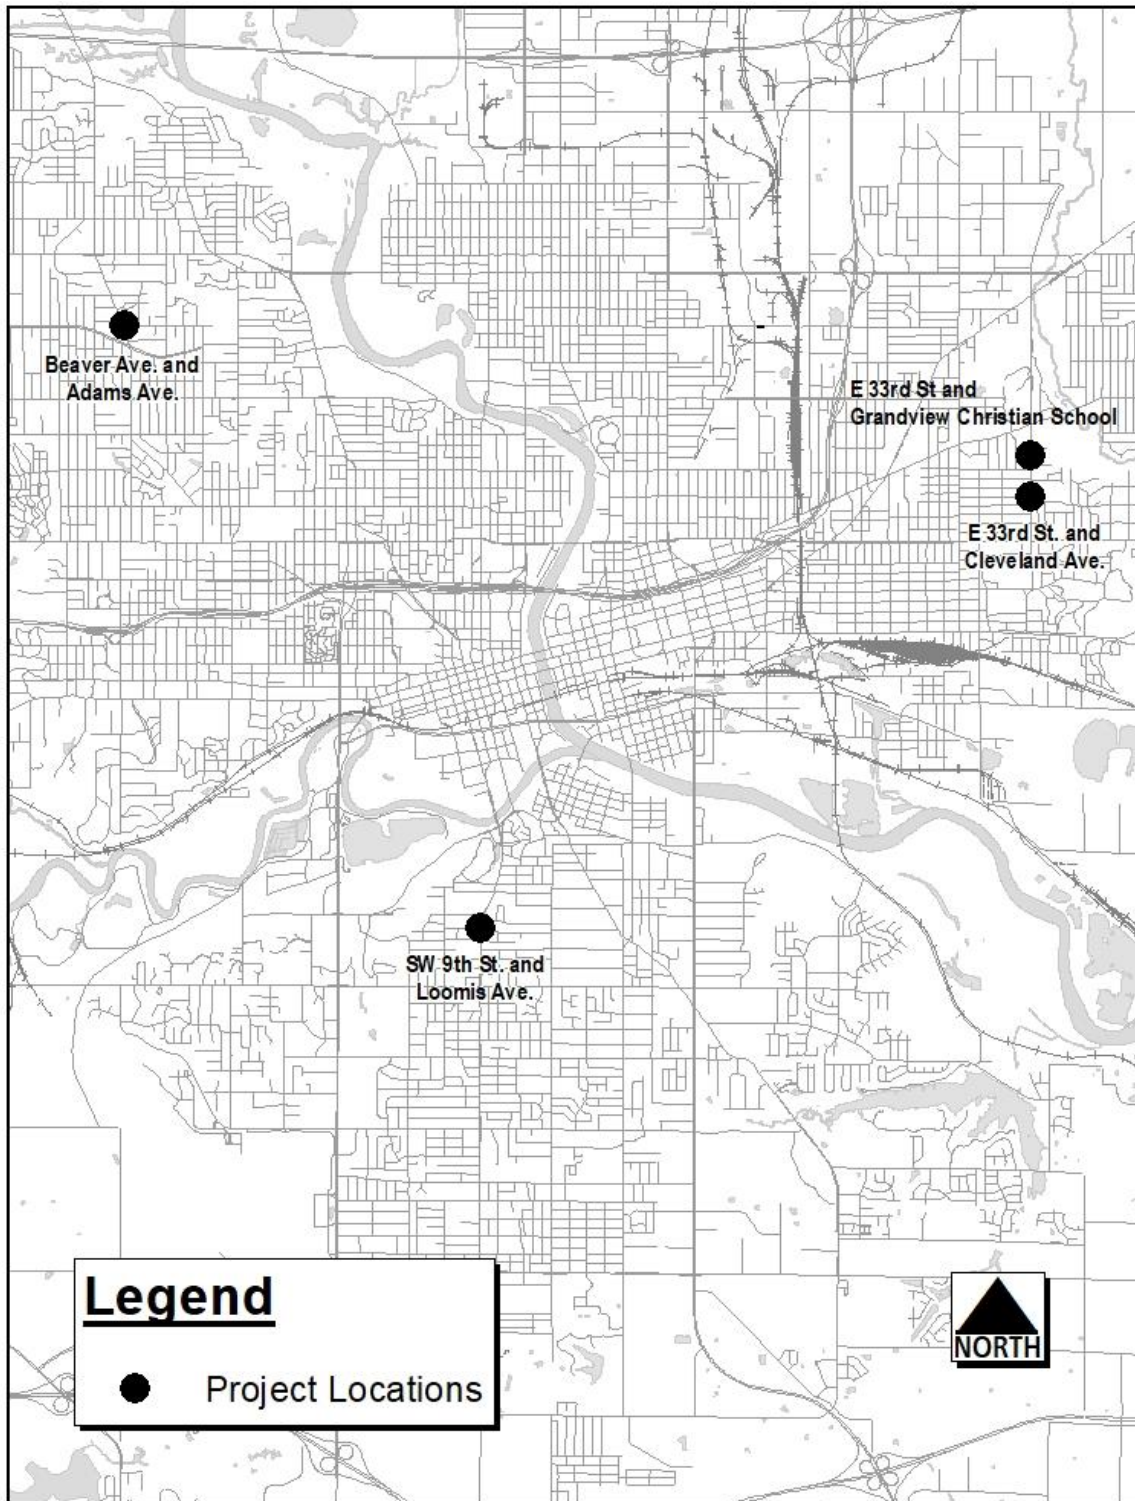 Beaver Ave. and
Adams Ave.
E 33rd St and
Grandview Christian School
E 33rd St. and
Cleveland Ave.
SW 9th St. and
Loomis Ave.
Legend
Project Locations
NORTH